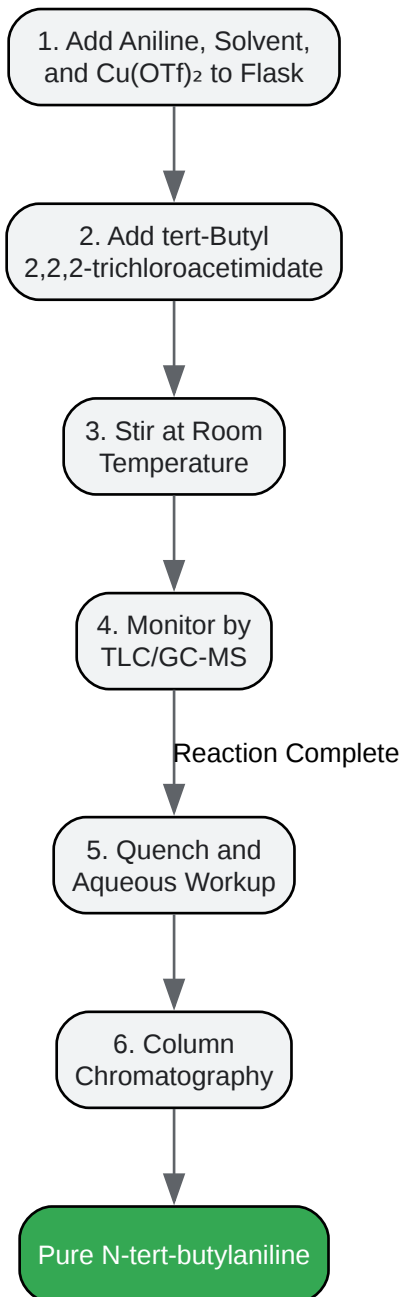 1. Add Aniline, Solvent,
and Cu(OTf)₂ to Flask
2. Add tert-Butyl
2,2,2-trichloroacetimidate
3. Stir at Room
Temperature
4. Monitor by
TLC/GC-MS
Reaction Complete
5. Quench and
Aqueous Workup
6. Column
Chromatography
Pure N-tert-butylaniline